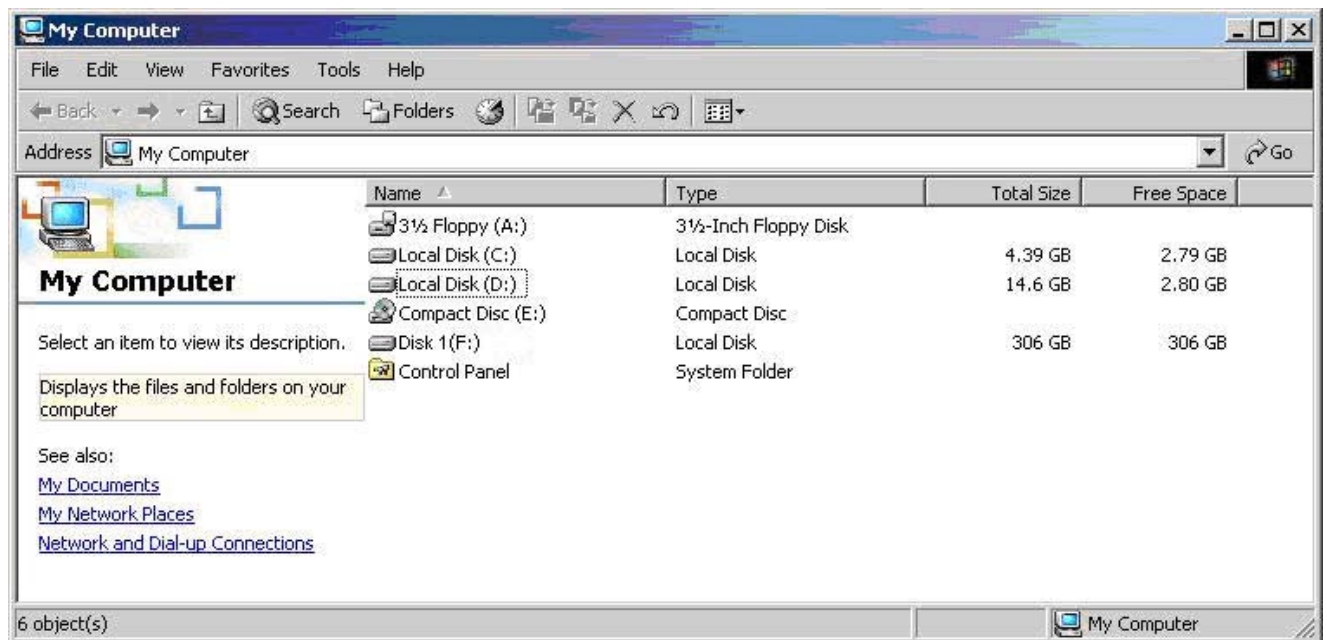 My Computer
File Edit View Favorites Tools Help
Back Search Folders
Address My Computer Go
Name Type Total Size Free Space
3½ Floppy (A:) 3½-Inch Floppy Disk
Local Disk (C:) Local Disk 4.39 GB 2.79 GB
Local Disk (D:) Local Disk 14.6 GB 2.80 GB
Compact Disc (E:) Compact Disc
Disk 1(F:) Local Disk 306 GB 306 GB
Control Panel System Folder
My Computer
Select an item to view its description.
Displays the files and folders on your
computer
See also:
My Documents
My Network Places
Network and Dial-up Connections
6 object(s) My Computer